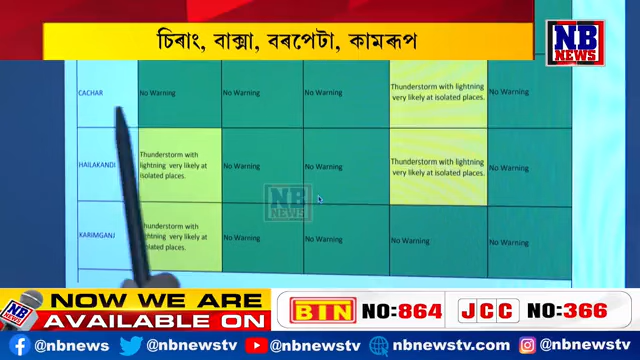 চিৰাং, বাক্সা, বৰপেটা, কামৰূপ
NB
NEWS
CACHAR
No Warning
No Warning
No Warning
Thunderstorm with lightning
very likely at isolated places.
No Warning
HAILAKANDI
Thunderstorm with
lightning very likely at
isolated places.
No Warning
No Warning
Thunderstorm with lightning
very likely at isolated places.
No Warning
NB
NEWS
KARIMGANJ
Thunderstorm with
lightning very likely at
isolated places.
No Warning
No Warning
No Warning
No Warning
NB
NEWS
NOW WE ARE
AVAILABLE ON
BTN NO:864
JCC NO:366
@nbnews
@nbnewstv
@nbnewstv
nbnewstv.com
@nbnewstv